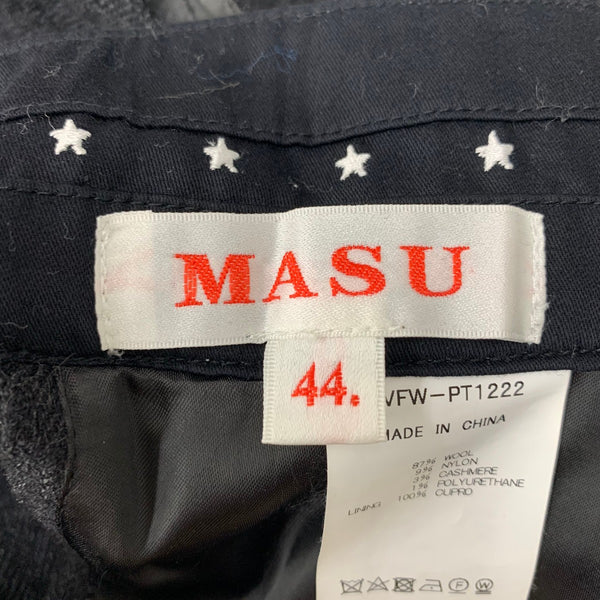 MASU
44.
VFW-PT1222
MADE IN CHINA
87% WOOL
9% NYLON
3% CASHMERE
1% POLYURETHANE
LINING 100% CUPRO